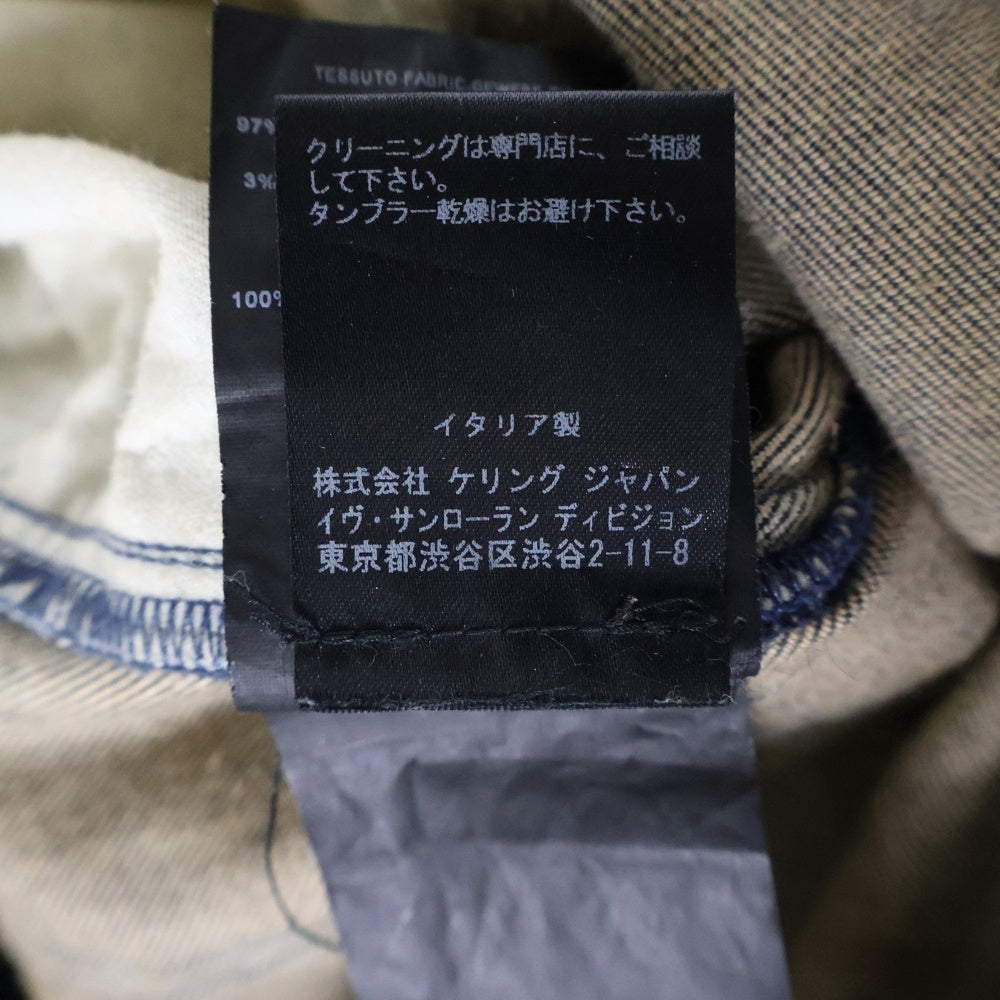 TESSUTO FABRIC
97%
3%
100%
クリーニングは専門店に、ご相談
して下さい。
タンブラー乾燥はお避け下さい。
イタリア製
株式会社 ケリング ジャパン
イヴ・サンローラン ディビジョン
東京都渋谷区渋谷2-11-8